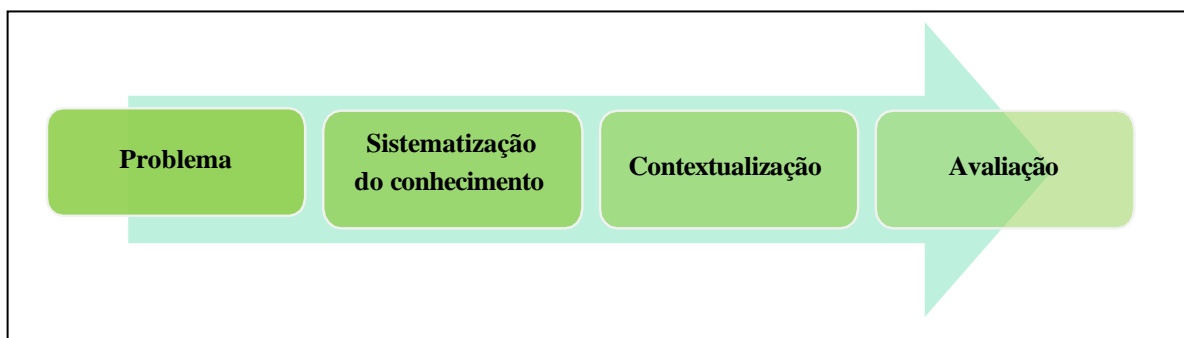 Problema
Sistematização
do conhecimento
Contextualização
Avaliação